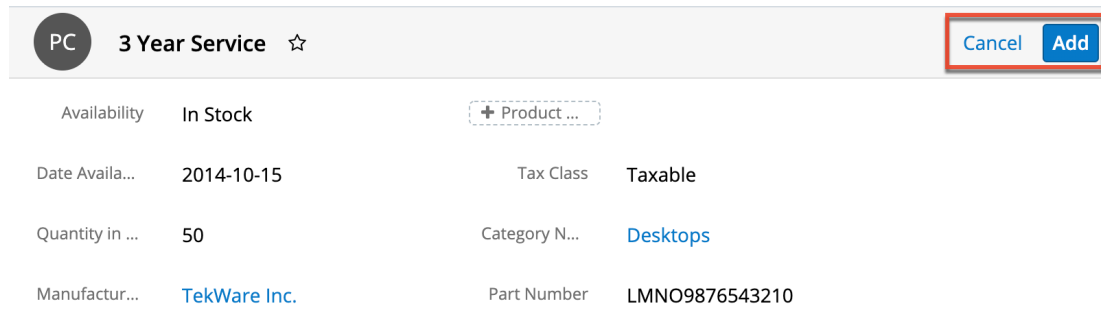 PC 3 Year Service Cancel Add
Availability In Stock + Product ...
Date Availa... 2014-10-15 Tax Class Taxable
Quantity in ... 50 Category N... Desktops
Manufactur... TekWare Inc. Part Number LMNO9876543210